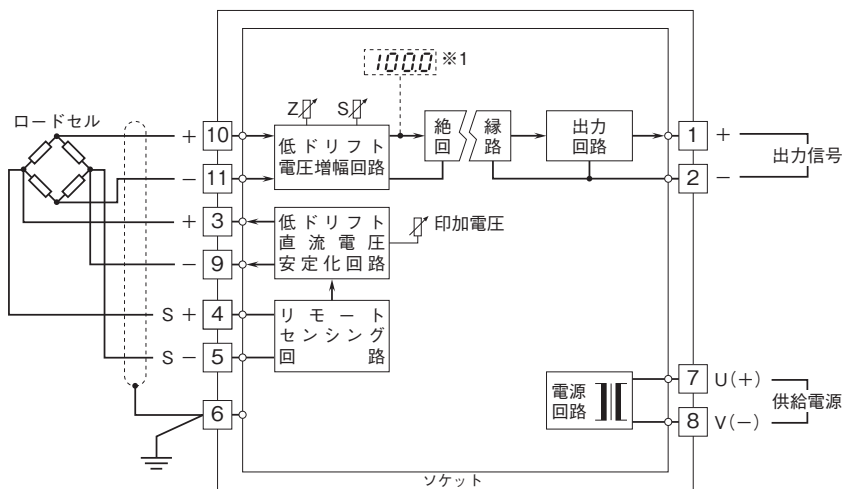 100.0 ※1
ロードセル
Z
S
+ 10
低ドリフト
電圧増幅回路
絶 縁
回 路
出力
回路
1 +
出力信号
- 11
2 -
+ 3
低ドリフト
直流電圧
安定化回路
印加電圧
- 9
S + 4
リモート
センシング
回路
S - 5
6
電源
回路
7 U(+)
供給電源
8 V(-)
ソケット